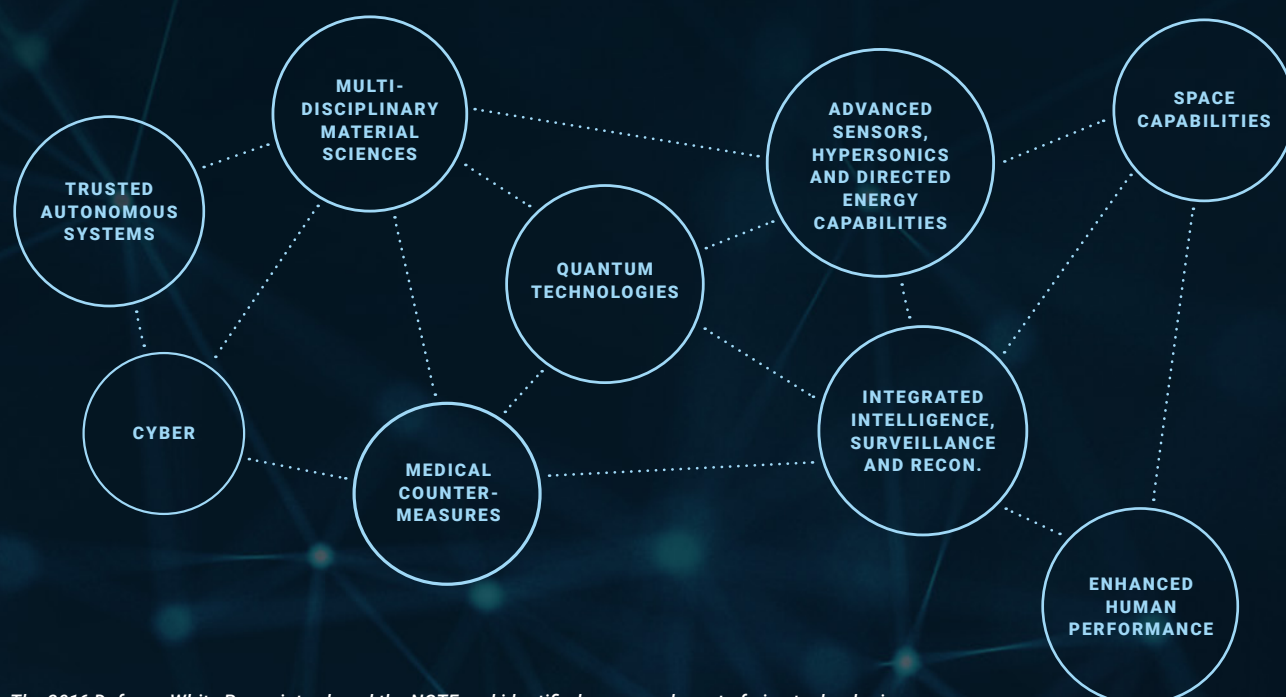 MULTI-
DISCIPLINARY
MATERIAL
SCIENCES
ADVANCED
SENSORS,
HYPERSONICS
AND DIRECTED
ENERGY
CAPABILITIES
SPACE
CAPABILITIES
TRUSTED
AUTONOMOUS
SYSTEMS
QUANTUM
TECHNOLOGIES
CYBER
MEDICAL
COUNTER-
MEASURES
INTEGRATED
INTELLIGENCE,
SURVEILLANCE
AND RECON.
ENHANCED
HUMAN
PERFORMANCE
The 2016 Defence White Paper introduced the NGTF and identified